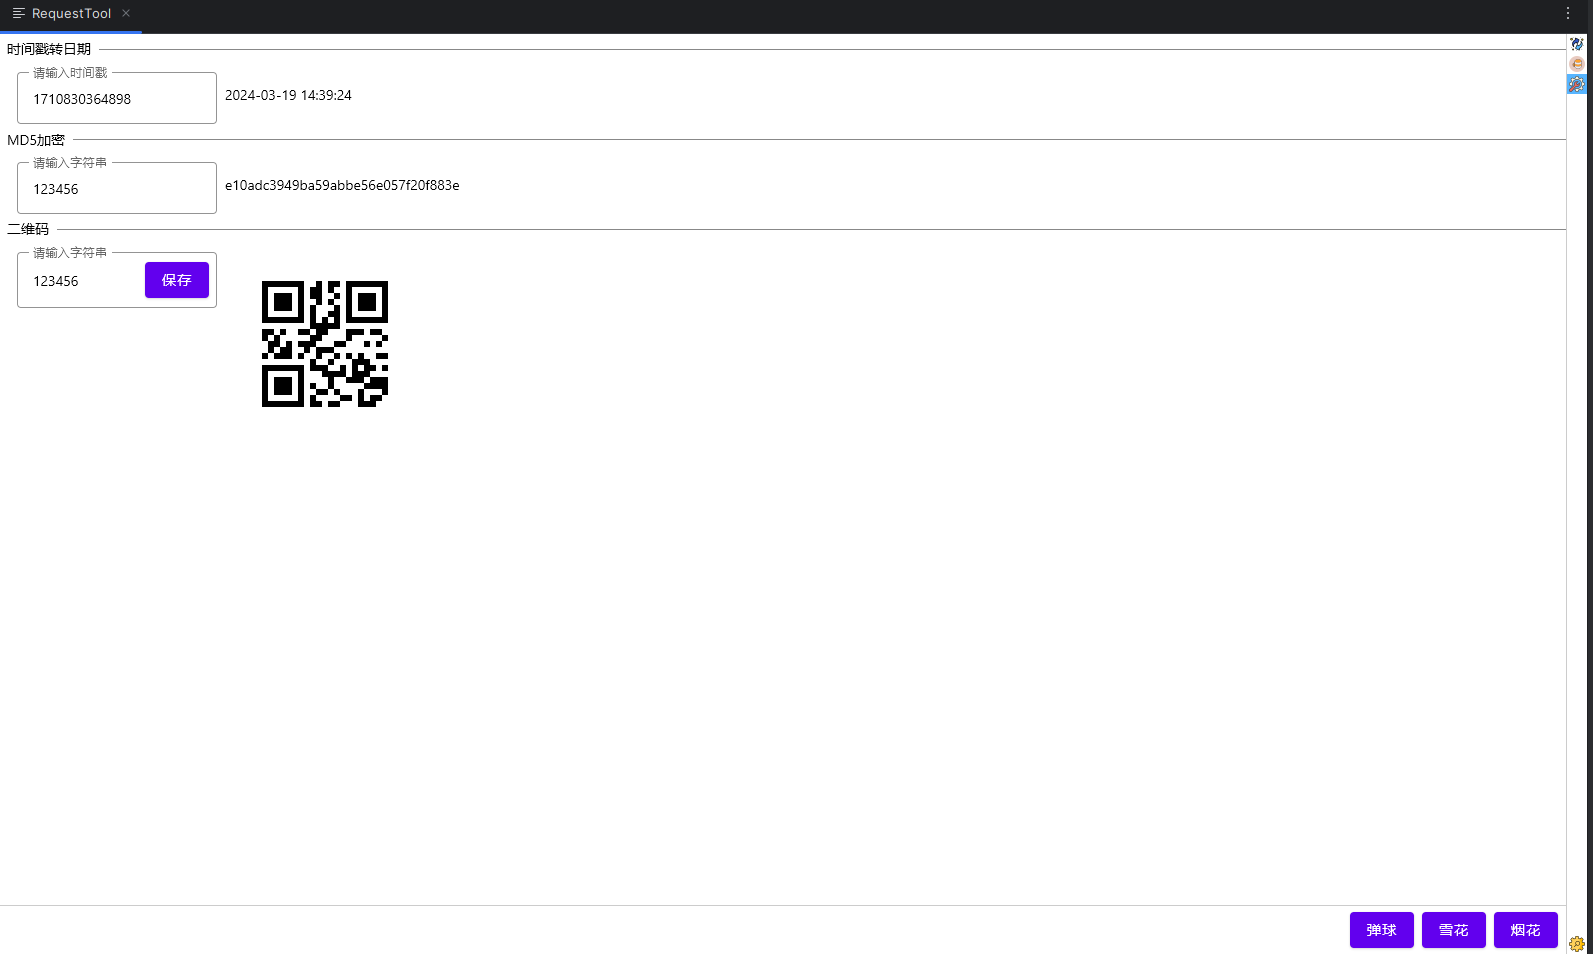 RequestTool
时间戳转日期
请输入时间戳
1710830364898
2024-03-19 14:39:24
MD5加密
请输入字符串
123456
e10adc3949ba59abbe56e057f20f883e
二维码
请输入字符串
123456
保存
弹球
雪花
烟花